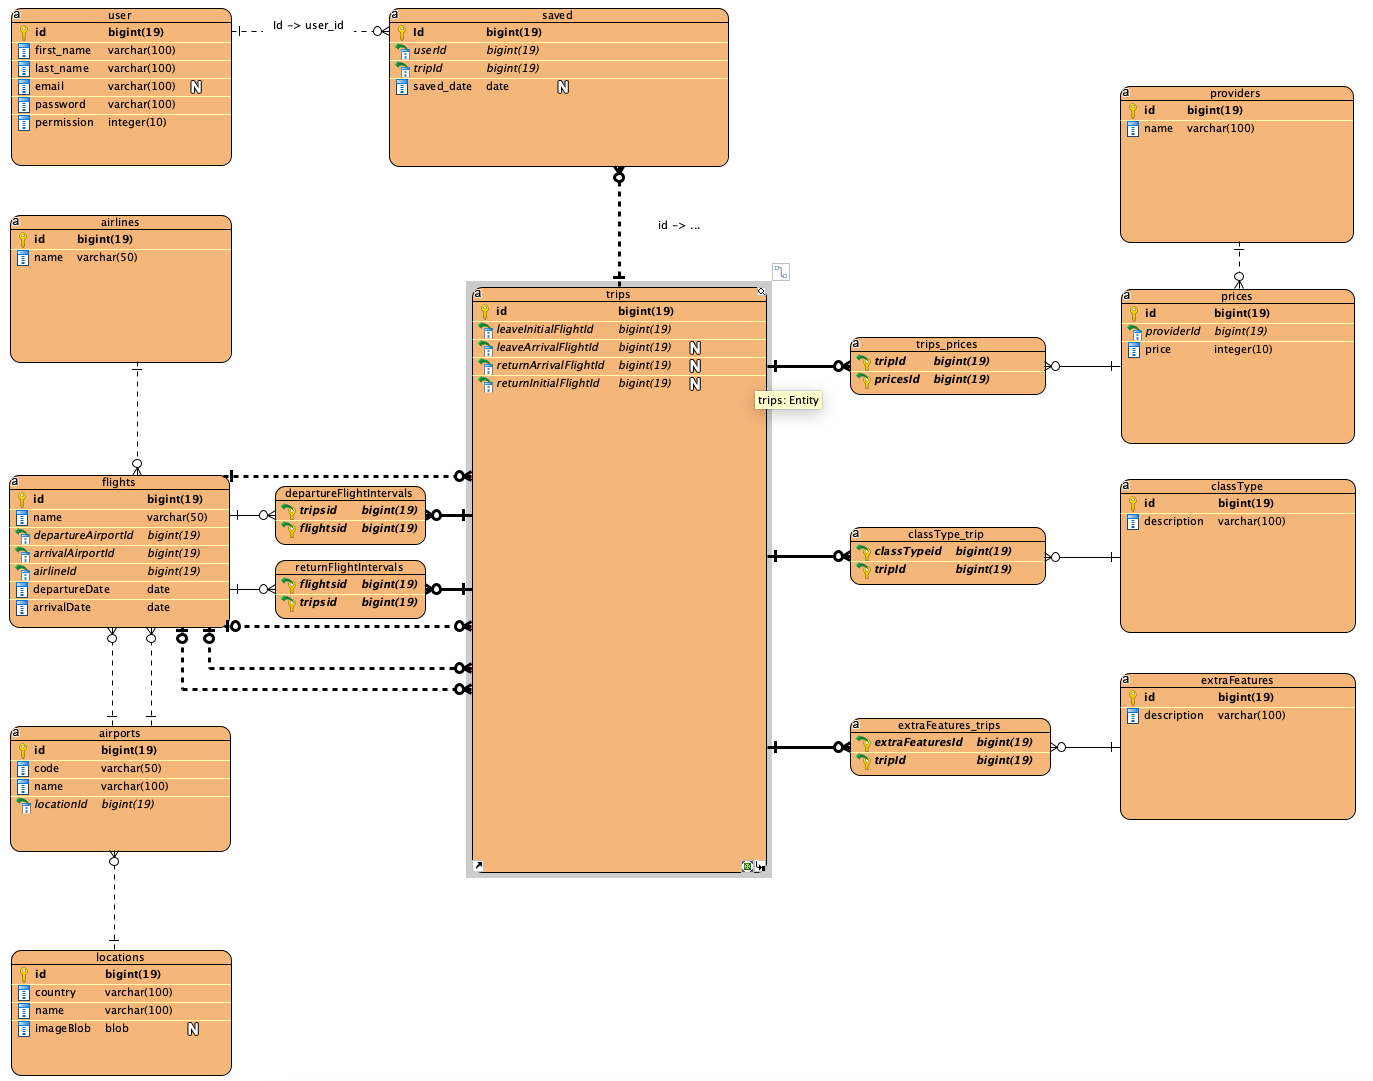 user
id bigint(19)
first_name varchar(100)
last_name varchar(100)
email varchar(100) N
password varchar(100)
permission integer(10)
Id -> user_id
saved
Id bigint(19)
userId bigint(19)
tripId bigint(19)
saved_date date N
id -> ...
providers
id bigint(19)
name varchar(100)
airlines
id bigint(19)
name varchar(50)
trips
id bigint(19)
leaveInitialFlightId bigint(19)
leaveArrivalFlightId bigint(19) N
returnArrivalFlightId bigint(19) N
returnInitialFlightId bigint(19) N
trips: Entity
trips_prices
tripId bigint(19)
pricesId bigint(19)
prices
id bigint(19)
providerId bigint(19)
price integer(10)
flights
id bigint(19)
name varchar(50)
departureAirportId bigint(19)
arrivalAirportId bigint(19)
airlineId bigint(19)
departureDate date
arrivalDate date
departureFlightIntervals
tripsid bigint(19)
flightsid bigint(19)
returnFlightIntervals
flightsid bigint(19)
tripsid bigint(19)
classType_trip
classTypeid bigint(19)
tripId bigint(19)
classType
id bigint(19)
description varchar(100)
airports
id bigint(19)
code varchar(50)
name varchar(100)
locationId bigint(19)
extraFeatures_trips
extraFeaturesId bigint(19)
tripId bigint(19)
extraFeatures
id bigint(19)
description varchar(100)
locations
id bigint(19)
country varchar(100)
name varchar(100)
imageBlob blob N